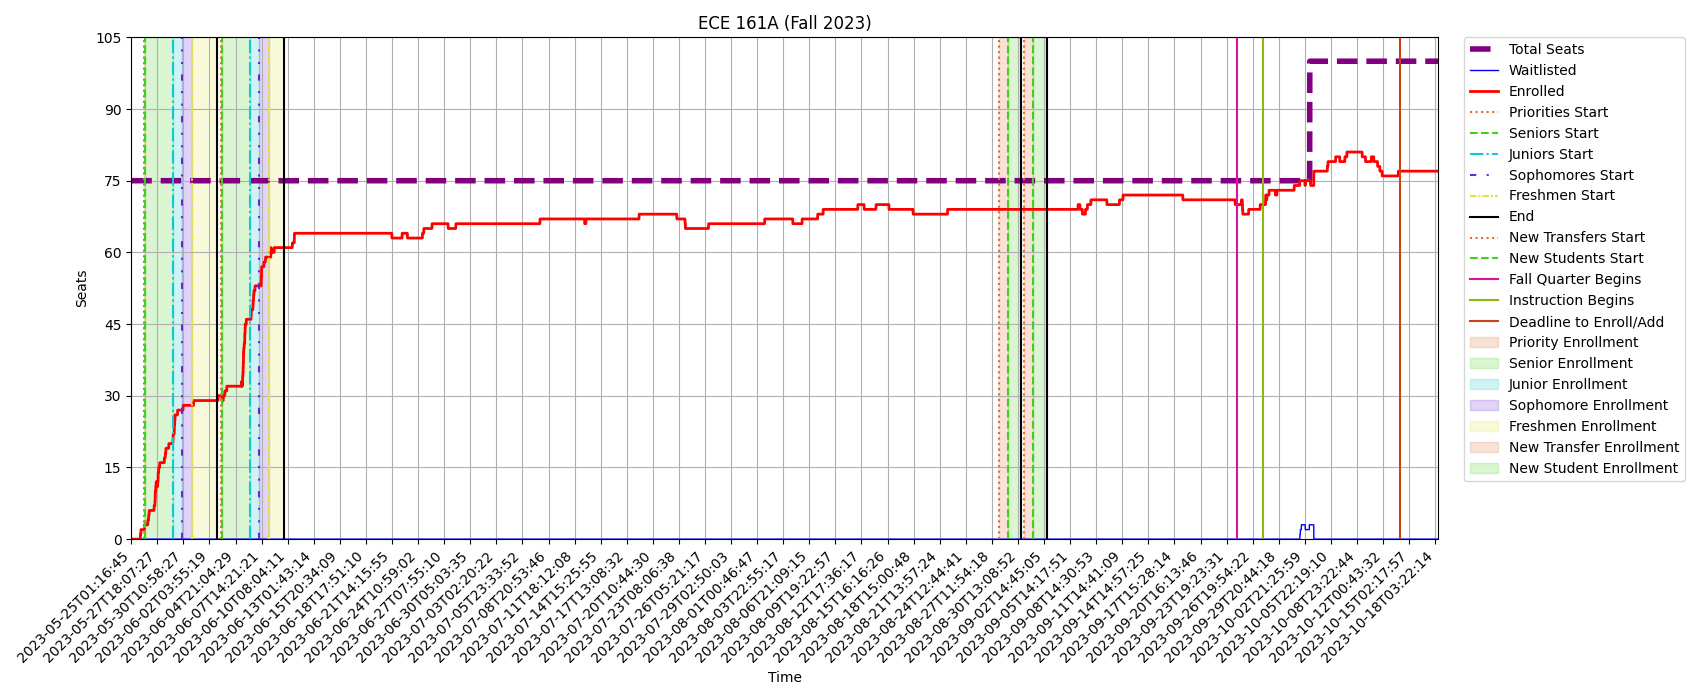 ECE 161A (Fall 2023)
105
90
75
60
45
30
15
0
Seats
2023-05-25T01:16:45
2023-05-27T18:07:27
2023-05-30T10:58:27
2023-06-02T03:55:19
2023-06-04T21:04:29
2023-06-07T14:21:21
2023-06-10T08:04:11
2023-06-13T01:43:14
2023-06-15T20:34:09
2023-06-18T17:51:10
2023-06-21T14:15:55
2023-06-24T10:59:02
2023-06-27T07:55:10
2023-06-30T05:03:35
2023-07-03T02:20:22
2023-07-05T23:33:52
2023-07-08T20:53:46
2023-07-11T18:12:08
2023-07-14T15:25:55
2023-07-17T13:08:32
2023-07-20T10:44:30
2023-07-23T08:06:38
2023-07-26T05:21:17
2023-07-29T02:50:03
2023-08-01T00:46:47
2023-08-03T22:55:17
2023-08-06T21:09:15
2023-08-09T19:22:57
2023-08-12T17:36:17
2023-08-15T16:16:26
2023-08-18T15:00:48
2023-08-21T13:57:24
2023-08-24T12:44:41
2023-08-27T11:54:18
2023-08-30T13:08:52
2023-09-02T14:45:05
2023-09-05T14:17:51
2023-09-08T14:30:53
2023-09-11T14:41:09
2023-09-14T14:57:25
2023-09-17T15:28:14
2023-09-20T16:13:46
2023-09-23T19:23:31
2023-09-26T19:54:22
2023-09-29T20:44:18
2023-10-02T21:25:59
2023-10-05T22:19:10
2023-10-08T23:22:44
2023-10-12T00:43:32
2023-10-15T02:17:57
2023-10-18T03:22:14
Time
Total Seats
Waitlisted
Enrolled
Priorities Start
Seniors Start
Juniors Start
Sophomores Start
Freshmen Start
End
New Transfers Start
New Students Start
Fall Quarter Begins
Instruction Begins
Deadline to Enroll/Add
Priority Enrollment
Senior Enrollment
Junior Enrollment
Sophomore Enrollment
Freshmen Enrollment
New Transfer Enrollment
New Student Enrollment